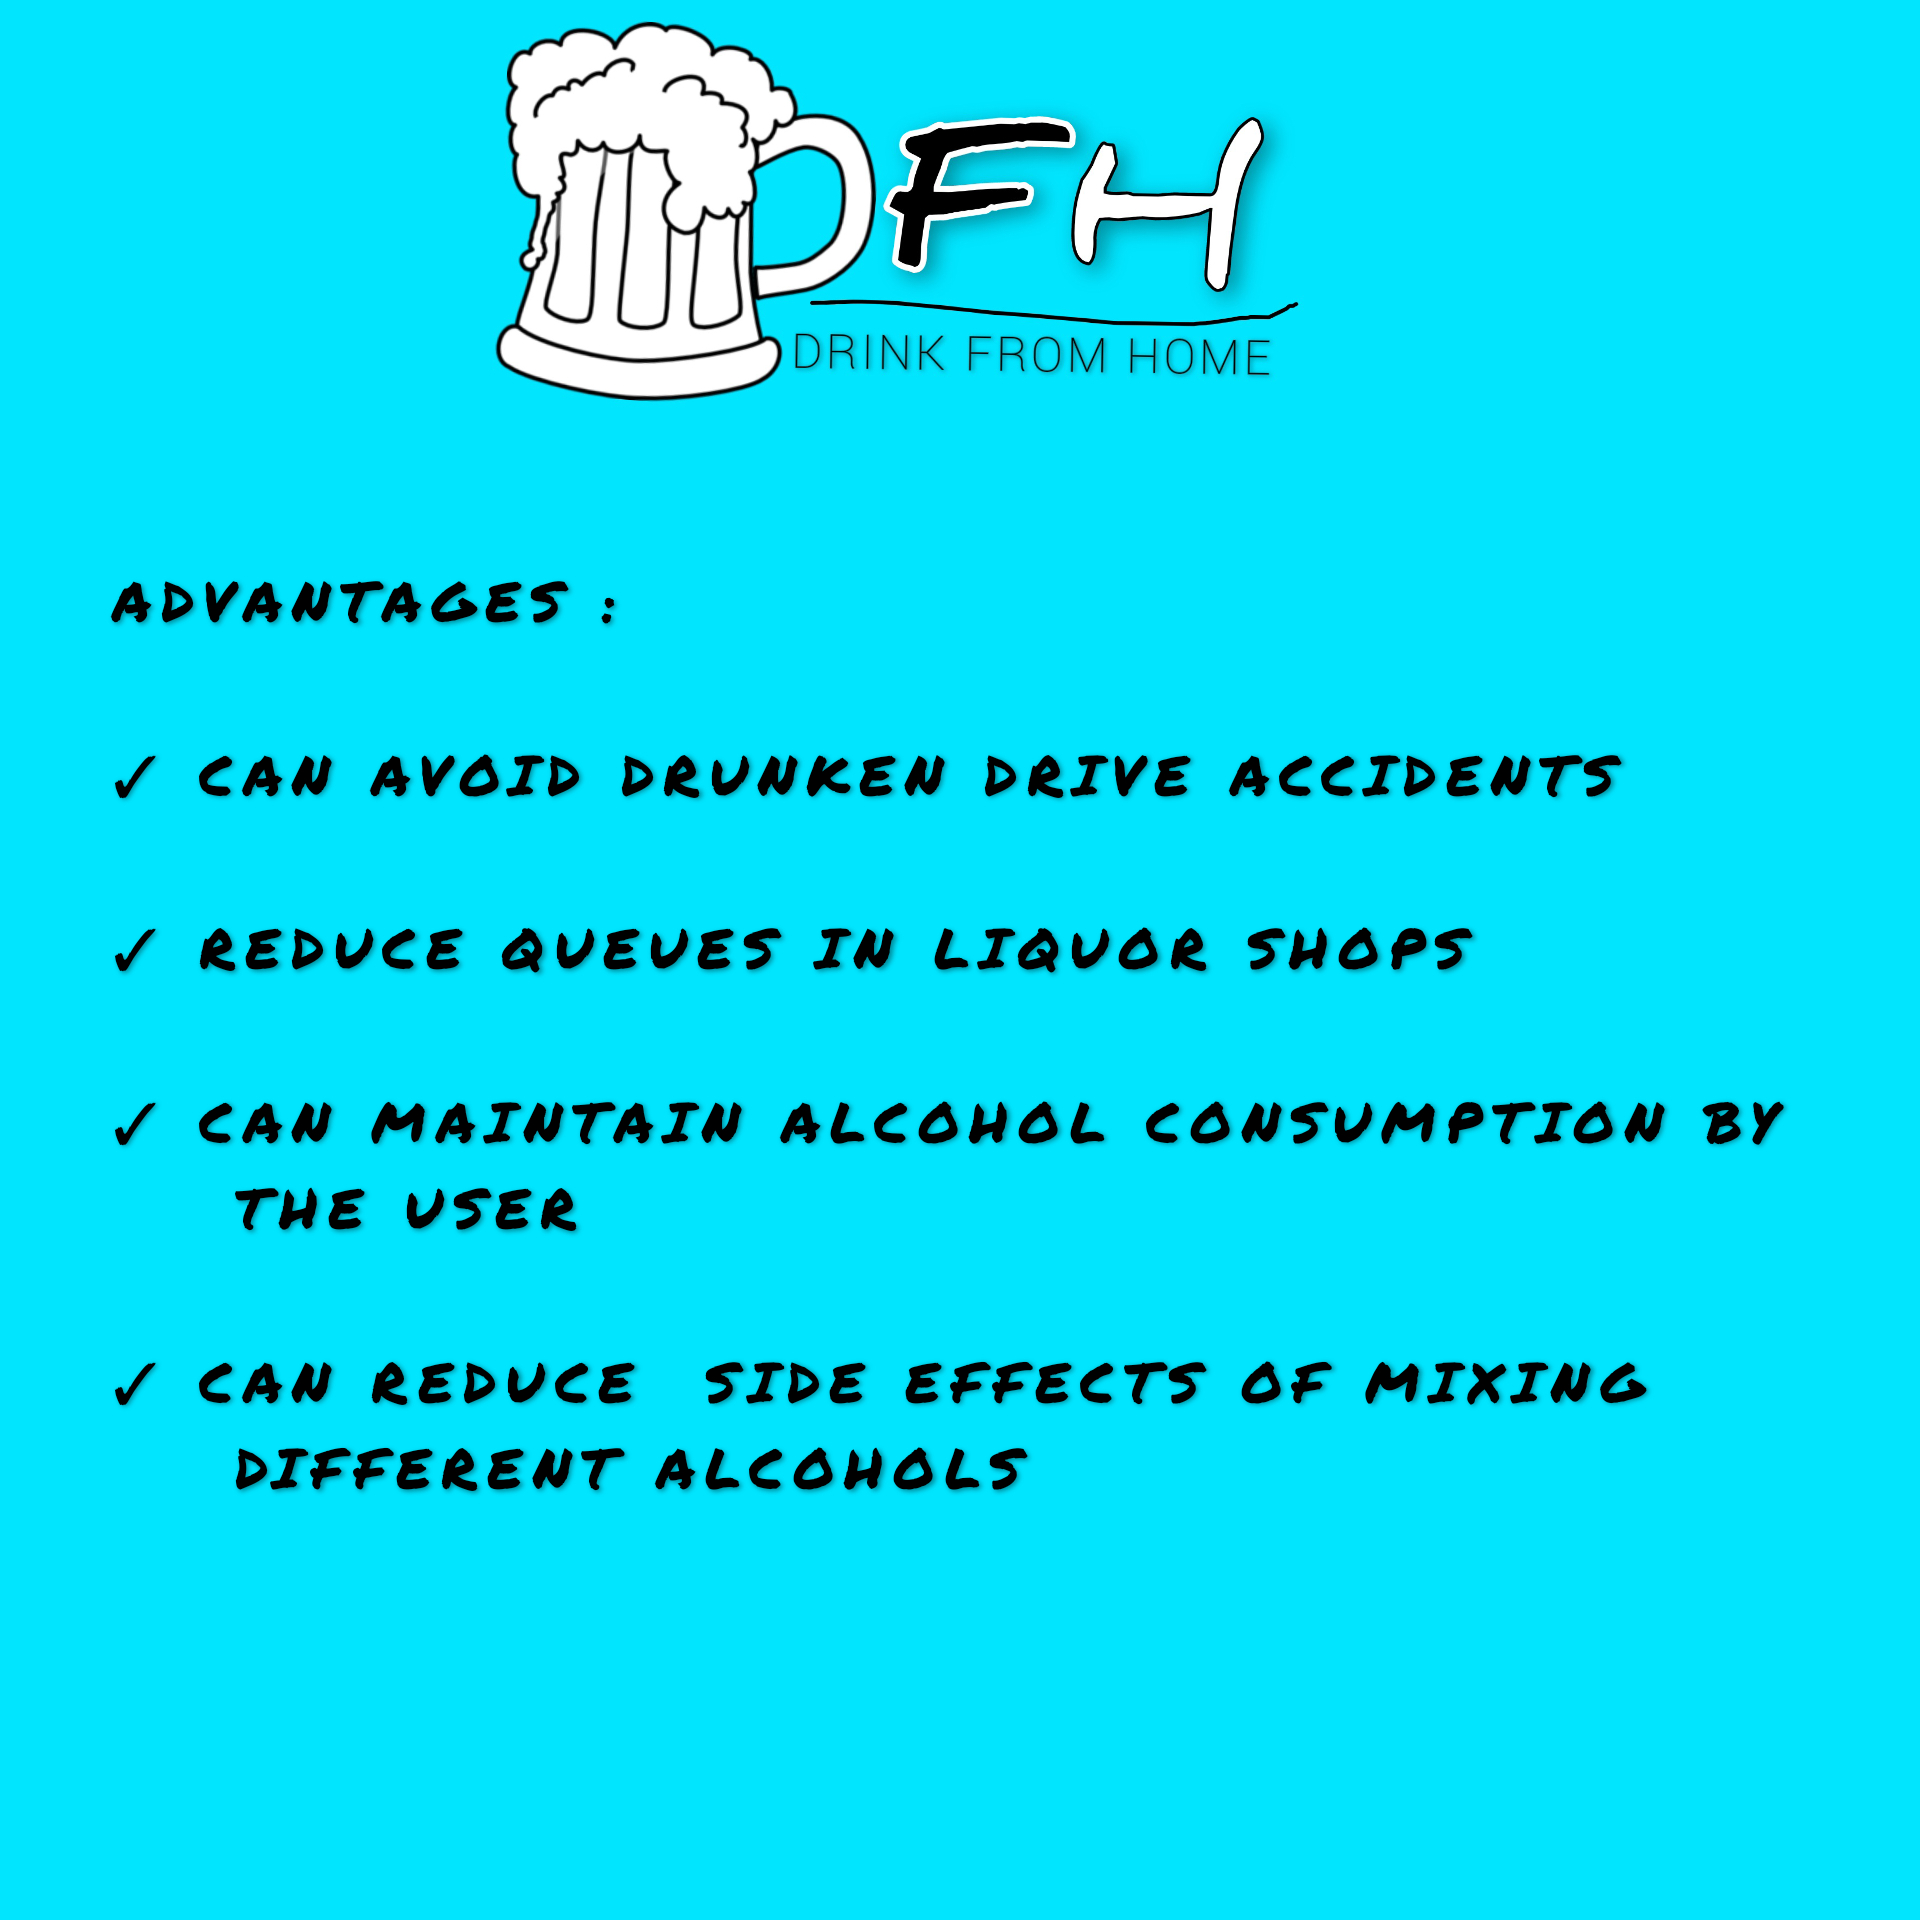 FH
DRINK FROM HOME
ADVANTAGES :
✓ CAN AVOID DRUNKEN DRIVE ACCIDENTS
✓ REDUCE QUEUES IN LIQUOR SHOPS
✓ CAN MAINTAIN ALCOHOL CONSUMPTION BY
THE USER
✓ CAN REDUCE SIDE EFFECTS OF MIXING
DIFFERENT ALCOHOLS